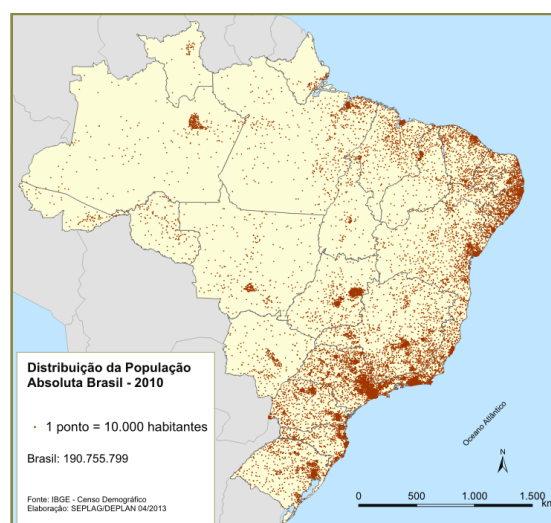 Distribuição da População
Absoluta Brasil - 2010
1 ponto = 10.000 habitantes
Brasil: 190.755.799
Fonte: IBGE - Censo Demográfico
Elaboração: SEPLAG/DEPLAN 04/2013
Oceano Atlântico
N
0 500 1.000 1.500
km